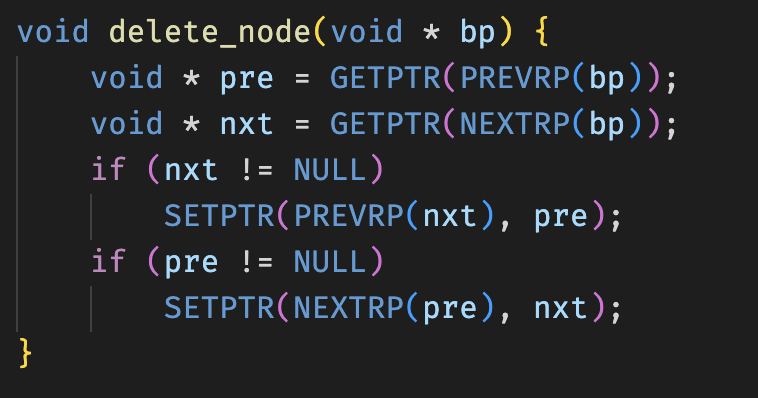 void delete_node(void * bp) {
    void * pre = GETPTR(PREVRP(bp));
    void * nxt = GETPTR(NEXTRP(bp));
    if (nxt != NULL)
        SETPTR(PREVRP(nxt), pre);
    if (pre != NULL)
        SETPTR(NEXTRP(pre), nxt);
}